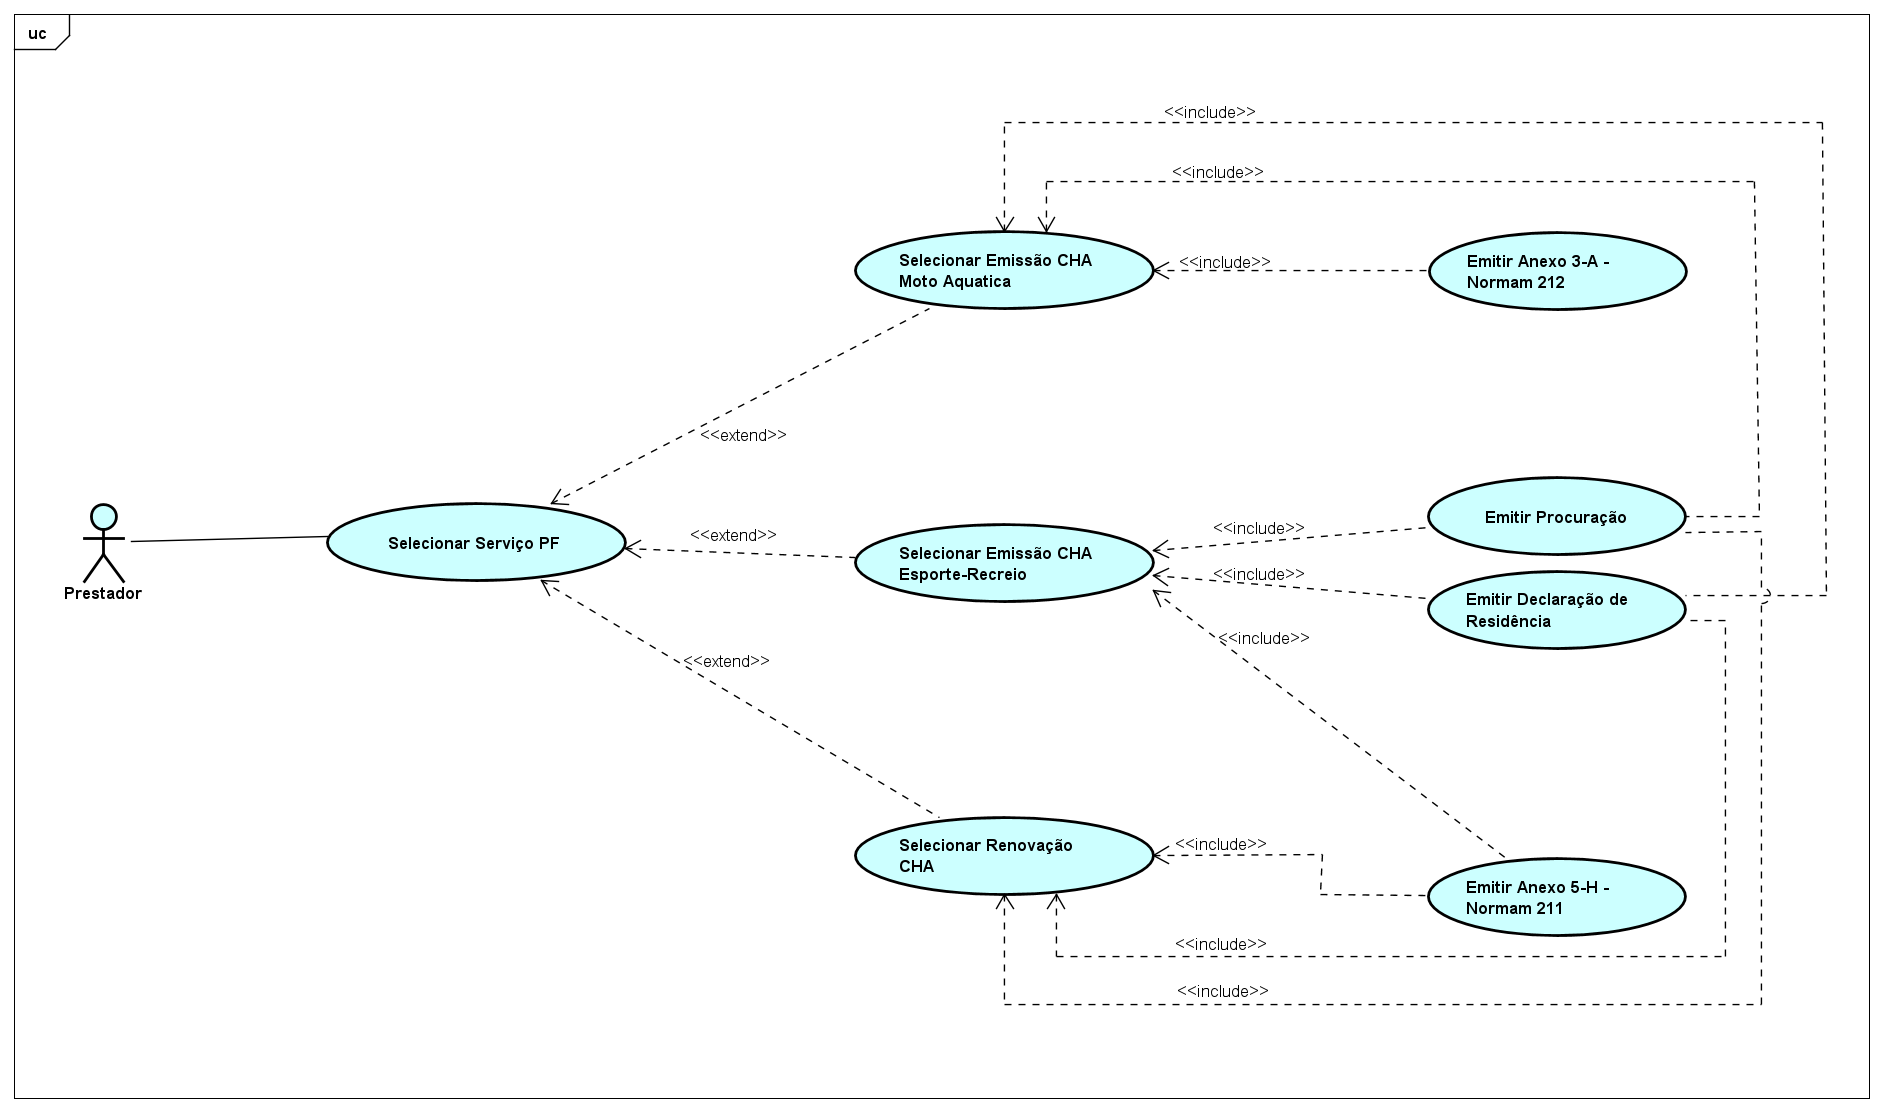 uc
<<include>>
<<include>>
Selecionar Emissão CHA
Moto Aquatica
<<include>>
Emitir Anexo 3-A -
Normam 212
<<extend>>
Prestador
Selecionar Serviço PF
<<extend>>
Selecionar Emissão CHA
Esporte-Recreio
<<include>>
Emitir Procuração
<<include>>
Emitir Declaração de
Residência
<<include>>
<<extend>>
Selecionar Renovação
CHA
<<include>>
Emitir Anexo 5-H -
Normam 211
<<include>>
<<include>>